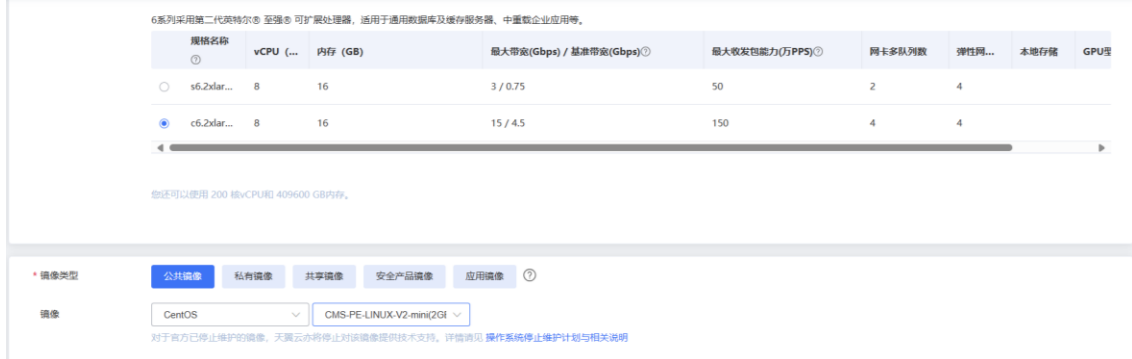 6系列采用第二代英特尔® 至强® 可扩展处理器，适用于通用数据库及缓存服务器、中重载企业应用等。
规格名称 vCPU (... 内存 (GB) 最大带宽(Gbps) / 基准带宽(Gbps) 最大收发包能力(万PPS) 网卡多队列数 弹性网... 本地存储 GPU型
s6.2xlar... 8 16 3 / 0.75 50 2 4
c6.2xlar... 8 16 15 / 4.5 150 4 4
您还可以使用 200 核vCPU和 409600 GB内存。
* 镜像类型 公共镜像 私有镜像 共享镜像 安全产品镜像 应用镜像 ?
镜像 CentOS CMS-PE-LINUX-V2-mini(2GE
对于官方已停止维护的镜像，天翼云亦将停止对该镜像提供技术支持。详情请见 操作系统停止维护计划与相关说明